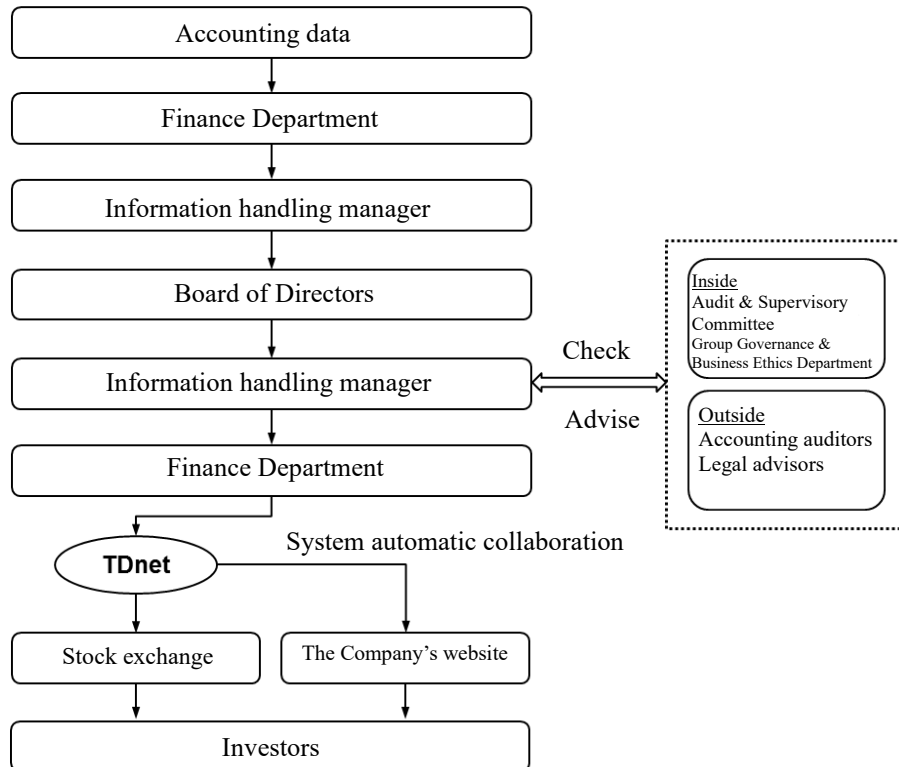 Accounting data
Finance Department
Information handling manager
Board of Directors
Information handling manager
Check
Advise
Inside
Audit & Supervisory
Committee
Group Governance &
Business Ethics Department
Outside
Accounting auditors
Legal advisors
Finance Department
TDnet
System automatic collaboration
Stock exchange
The Company’s website
Investors